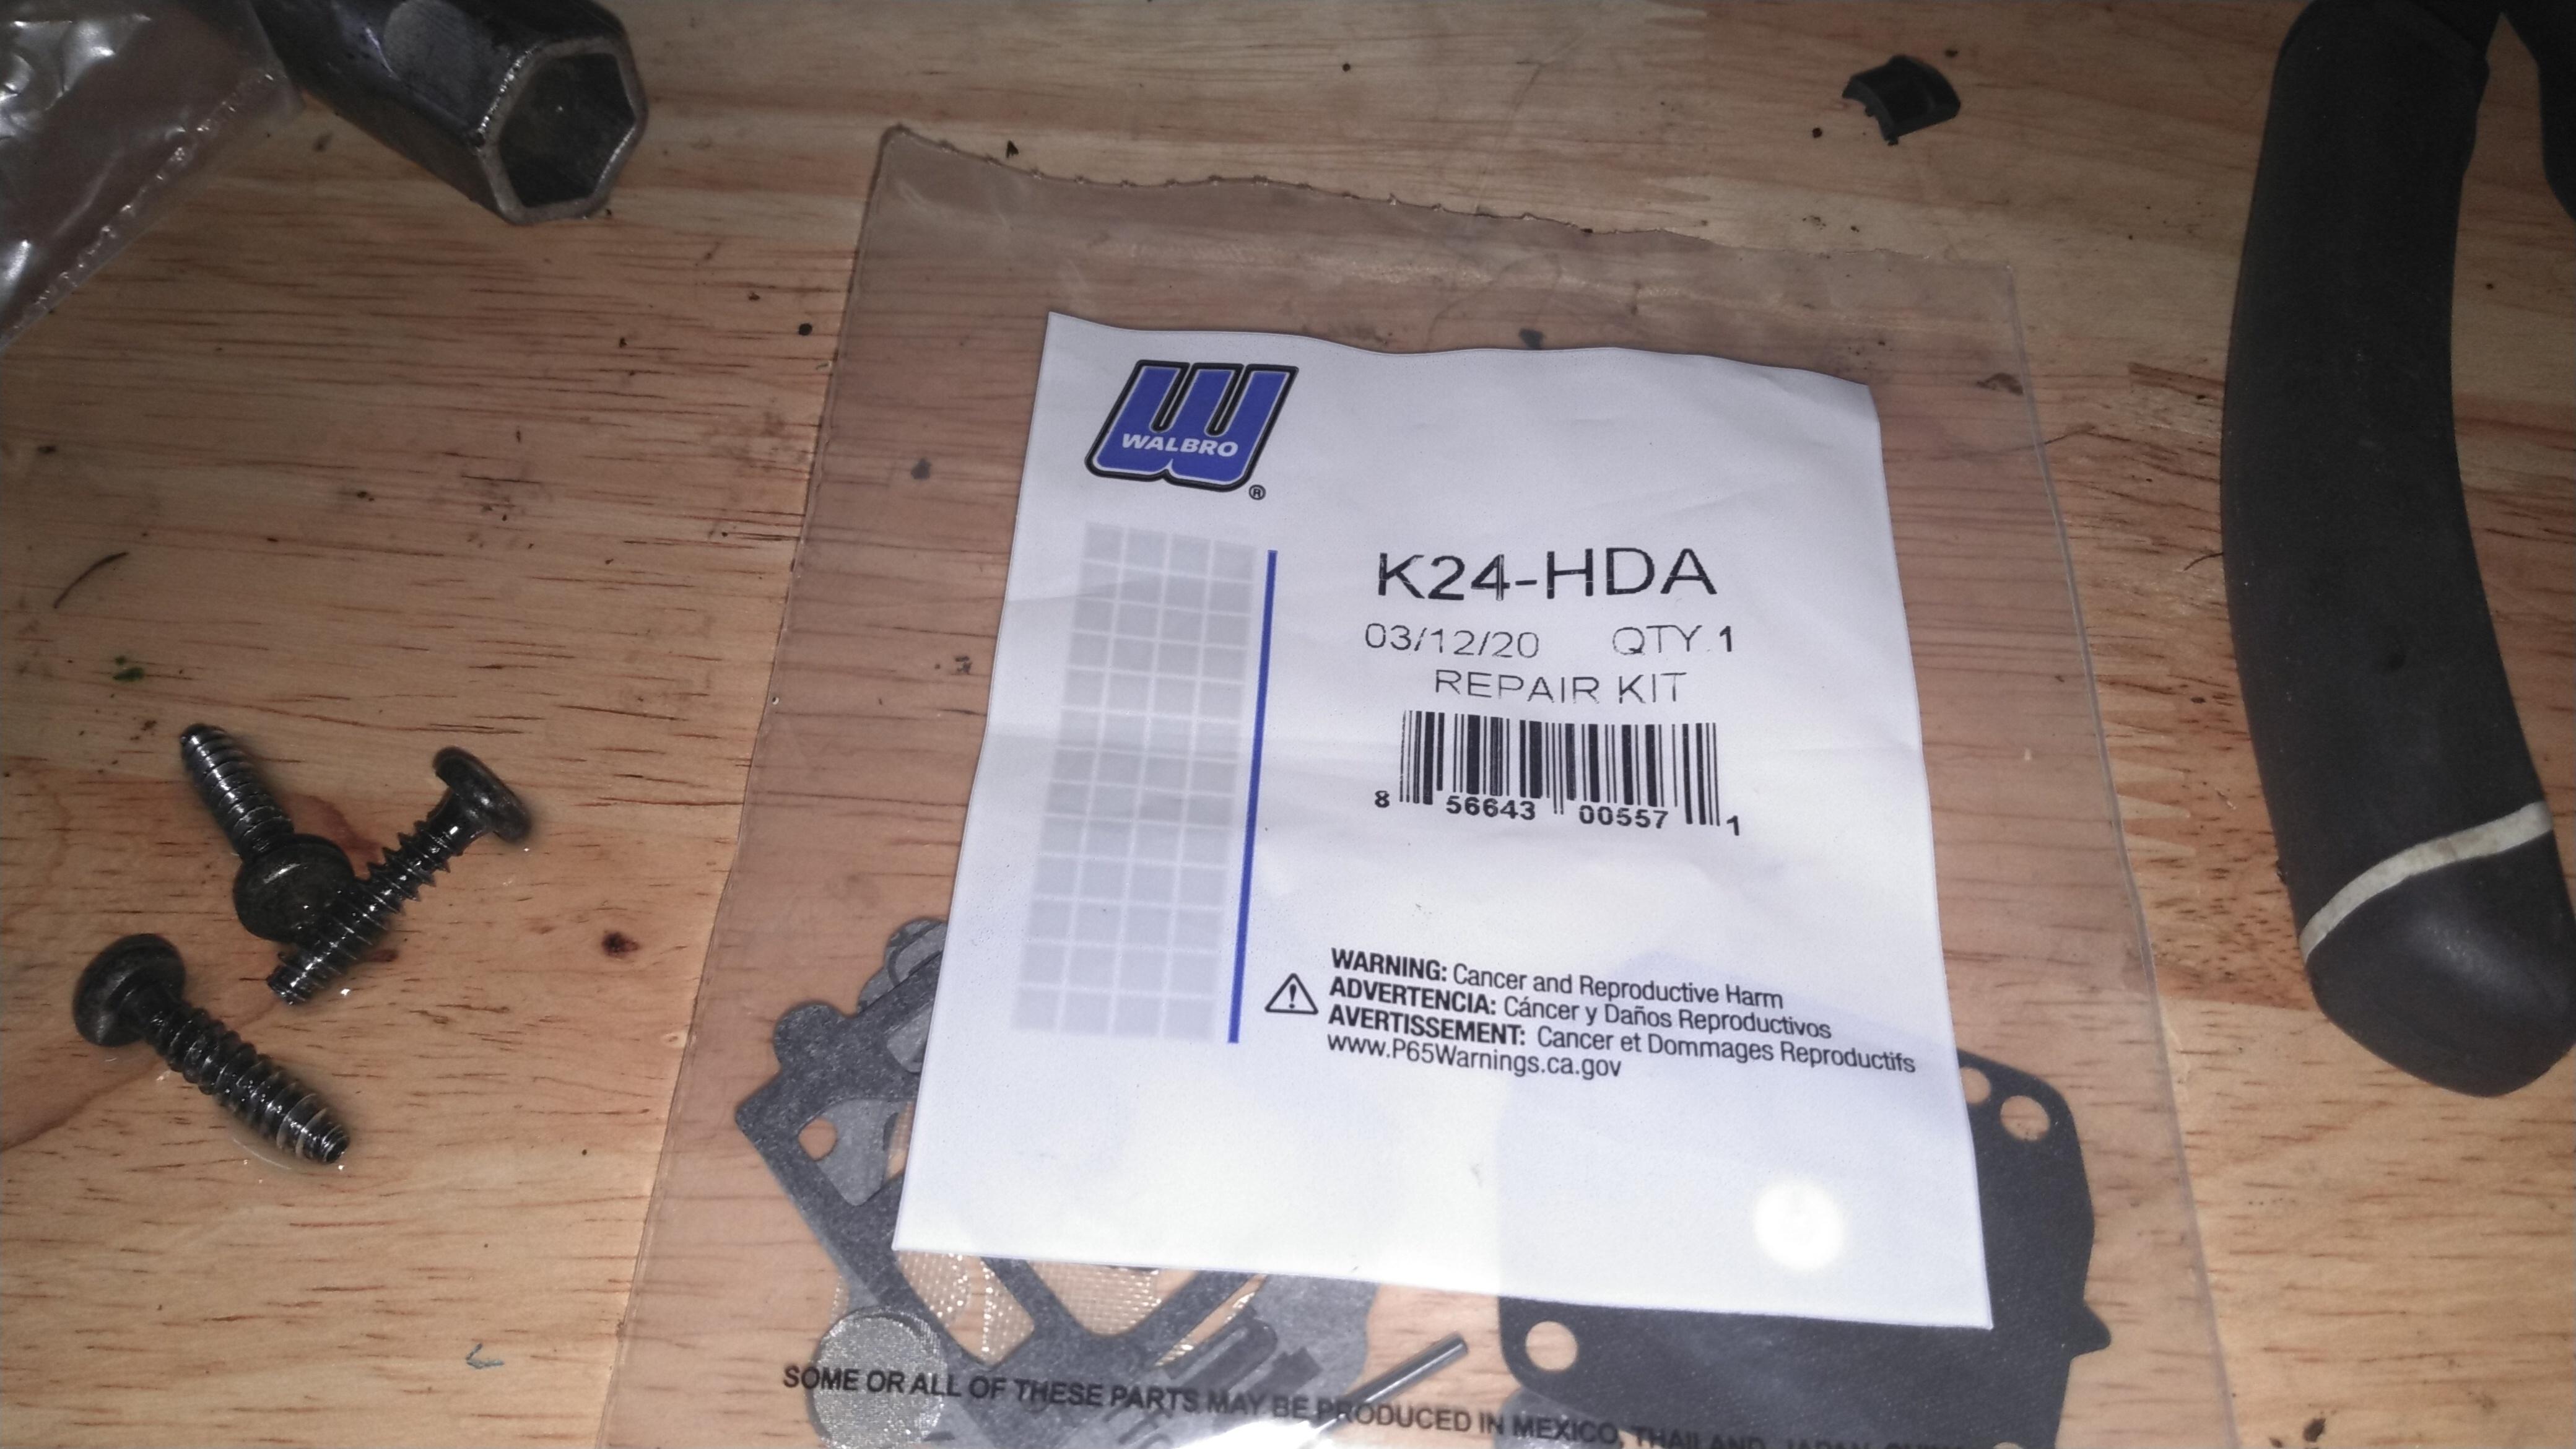 WALBRO
®
K24-HDA
03/12/20 QTY 1
REPAIR KIT
8 56643 00557 1
WARNING: Cancer and Reproductive Harm
ADVERTENCIA: Cáncer y Daños Reproductivos
AVERTISSEMENT: Cancer et Dommages Reproductifs
www.P65Warnings.ca.gov
SOME OR ALL OF THESE PARTS MAY BE PRODUCED IN MEXICO, THAILAND, JAPAN,